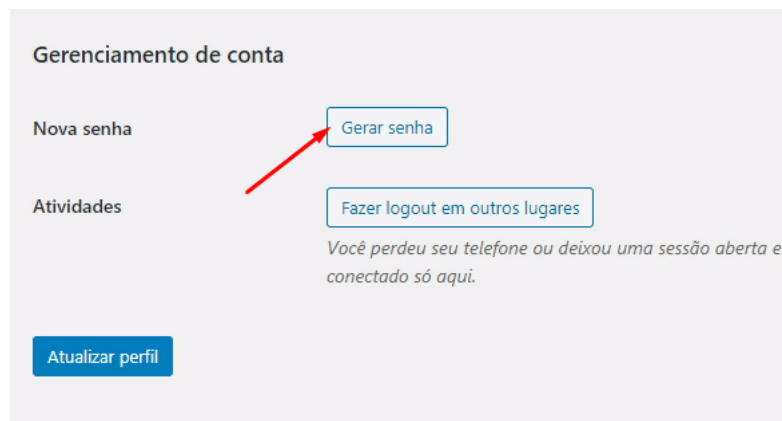 Gerenciamento de conta
Nova senha
Gerar senha
Atividades
Fazer logout em outros lugares
Você perdeu seu telefone ou deixou uma sessão aberta e
conectado só aqui.
Atualizar perfil